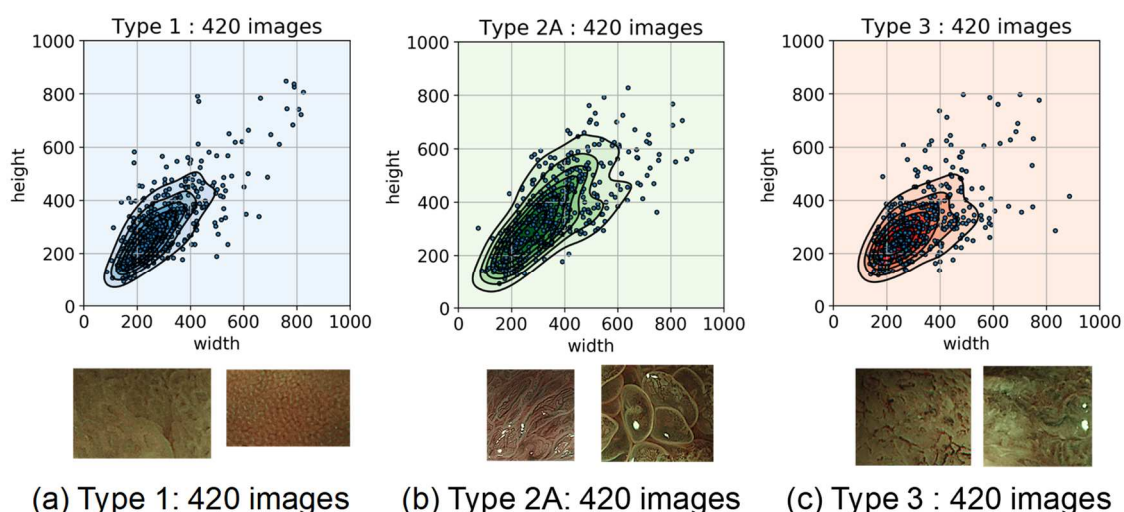 Type 1 : 420 images
1000
800
600
400
200
0
height
0 200 400 600 800 1000
width
Type 2A : 420 images
1000
800
600
400
200
0
height
0 200 400 600 800 1000
width
Type 3 : 420 images
1000
800
600
400
200
0
height
0 200 400 600 800 1000
width
(a) Type 1: 420 images
(b) Type 2A: 420 images
(c) Type 3 : 420 images